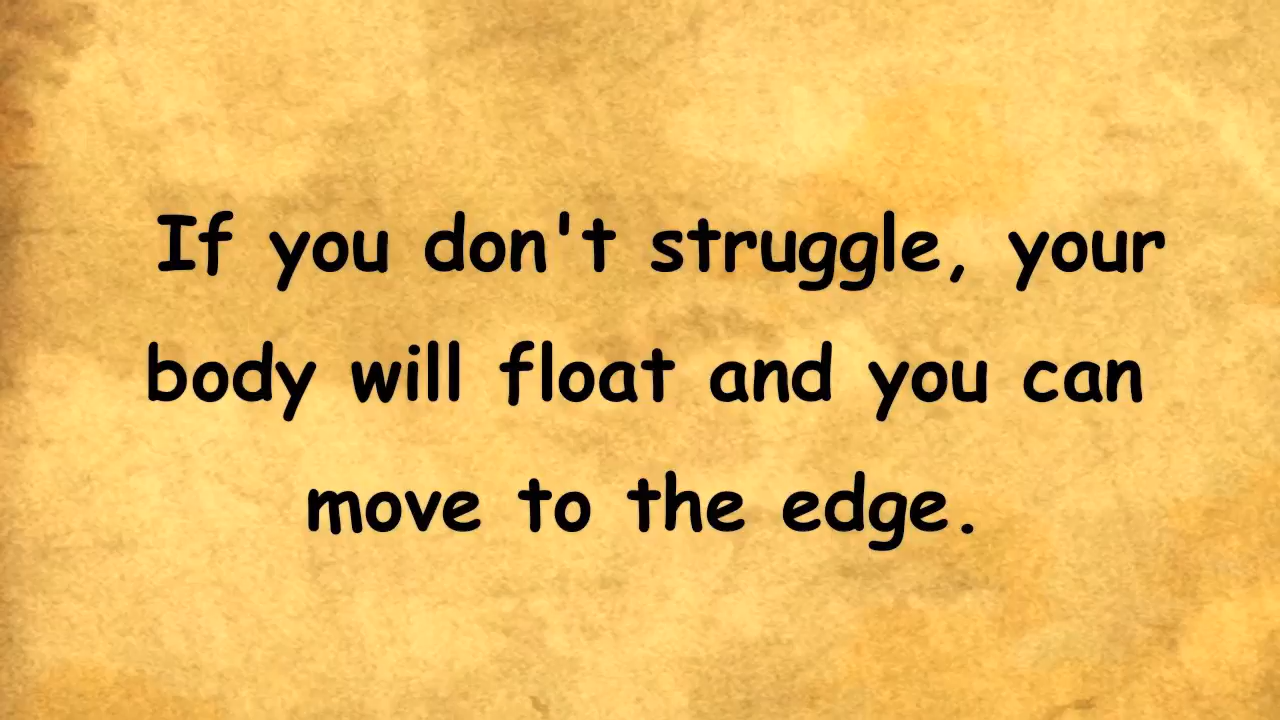 If you don't struggle, your
body will float and you can
move to the edge.